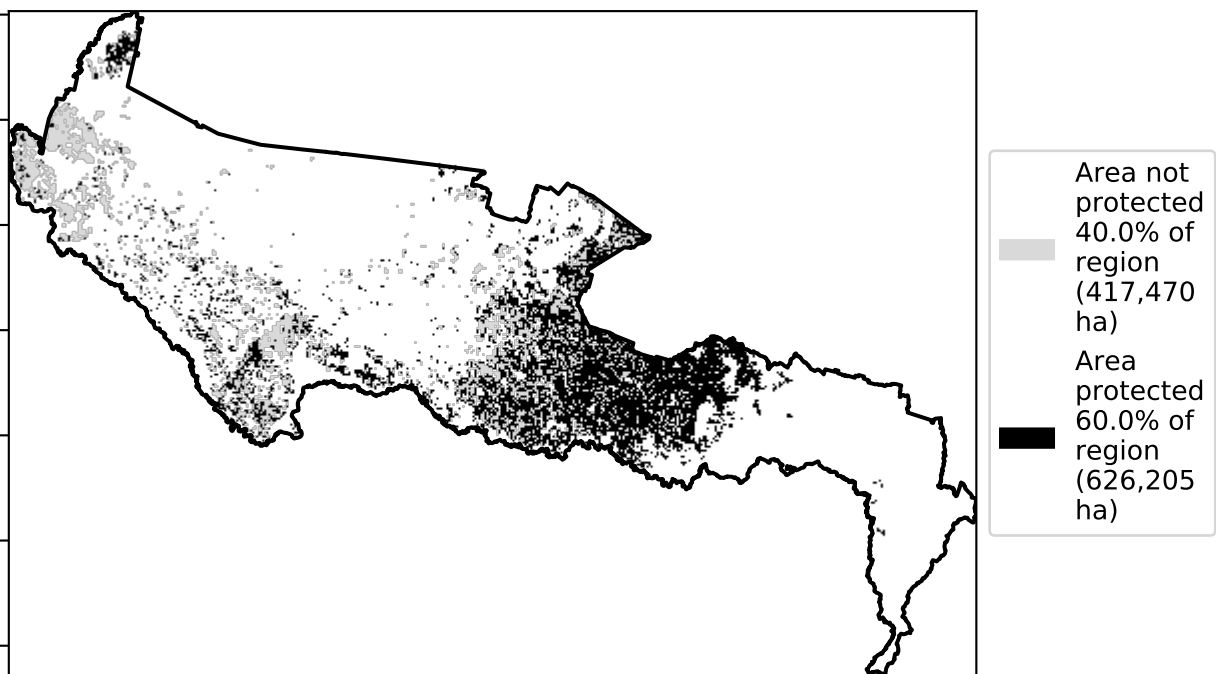 Area not
protected
40.0% of
region
(417,470
ha)
Area
protected
60.0% of
region
(626,205
ha)